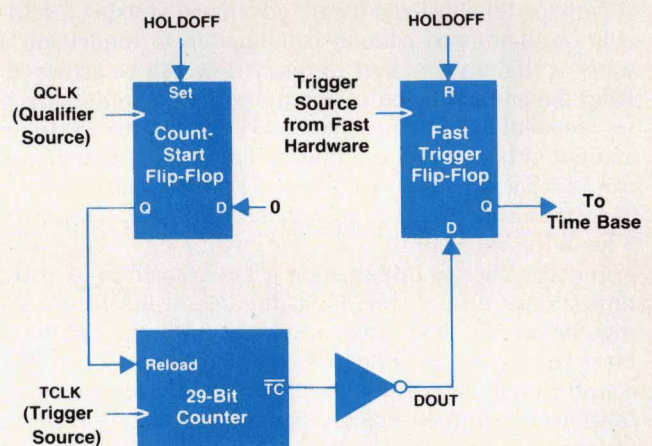 HOLDOFF
HOLDOFF
QCLK
(Qualifier
Source)
Set
Count-
Start
Flip-Flop
Q
D
0
Trigger
Source
from Fast
Hardware
R
Fast
Trigger
Flip-Flop
Q
D
To
Time Base
Reload
29-Bit
Counter
TC
DOUT
TCLK
(Trigger
Source)